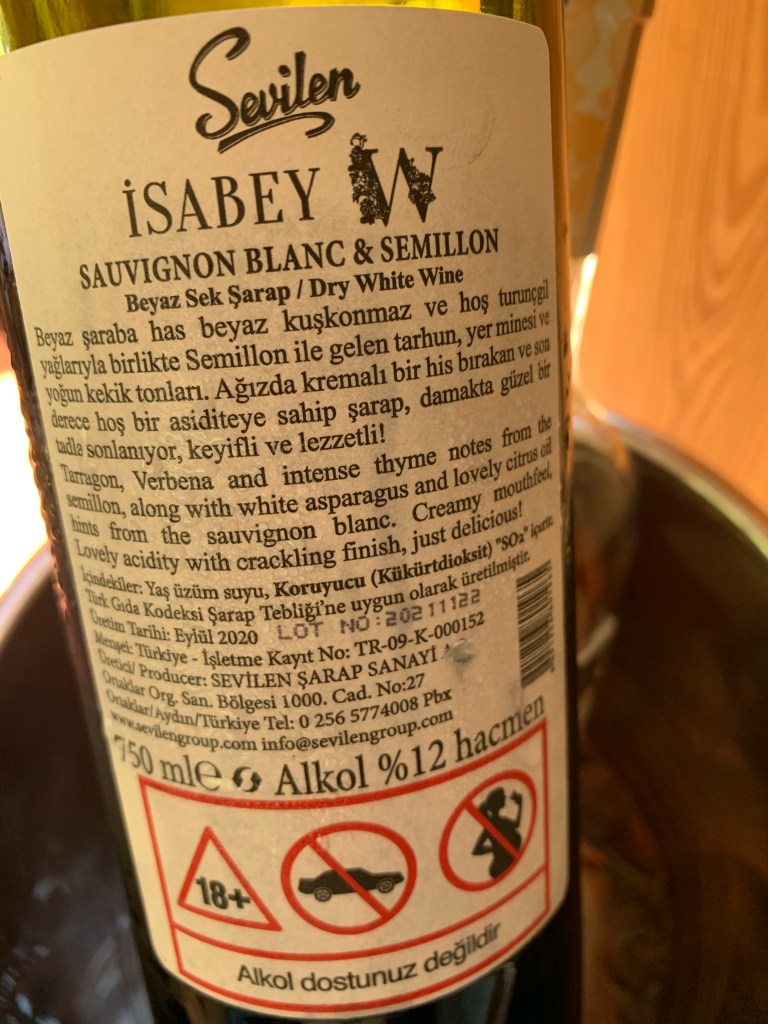 Sevilen
İSABEY W
SAUVIGNON BLANC & SEMILLON
Beyaz Sek Şarap / Dry White Wine
Beyaz şaraba has beyaz kuşkonmaz ve hoş turunçgil
yağlarıyla birlikte Semillon ile gelen tarhun, yer minesi ve
yoğun kekik tonları. Ağızda kremalı bir his bırakan ve son
derece hoş bir asiditeye sahip şarap, damakta güzel bir
tadla sonlanıyor, keyifli ve lezzetli!
Tarragon, Verbena and intense thyme notes from the
semillon, along with white asparagus and lovely citrus oil
hints from the sauvignon blanc. Creamy mouthfeel,
Lovely acidity with crackling finish, just delicious!
İçindekiler: Yaş üzüm suyu, Koruyucu (Kükürtdioksit) "SO₂" içerir.
Türk Gıda Kodeksi Şarap Tebliği'ne uygun olarak üretilmiştir.
Üretim Tarihi: Eylül 2020 LOT NO:20211122
Menşei: Türkiye - İşletme Kayıt No: TR-09-K-000152
Üretici/ Producer: SEVİLEN ŞARAP SANAYİ
Ortaklar Org. San. Bölgesi 1000. Cad. No:27
Ortaklar/Aydın/Türkiye Tel: 0 256 5774008 Pbx
www.sevilengroup.com info@sevilengroup.com
750 mle Alkol %12 hacmen
18+
Alkol dostunuz değildir